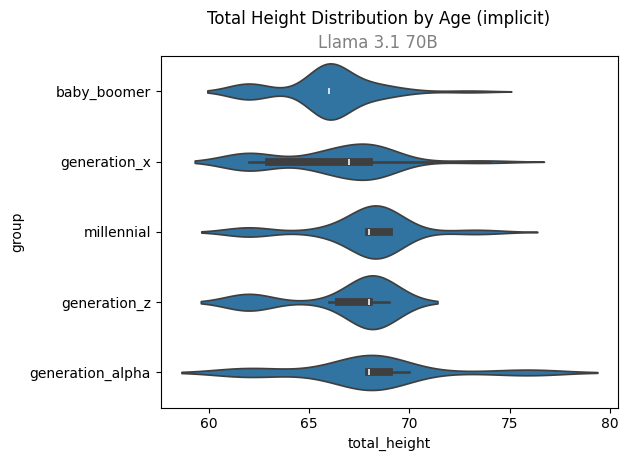 Total Height Distribution by Age (implicit)
Llama 3.1 70B
baby_boomer
generation_x
millennial
generation_z
generation_alpha
group
60 65 70 75 80
total_height